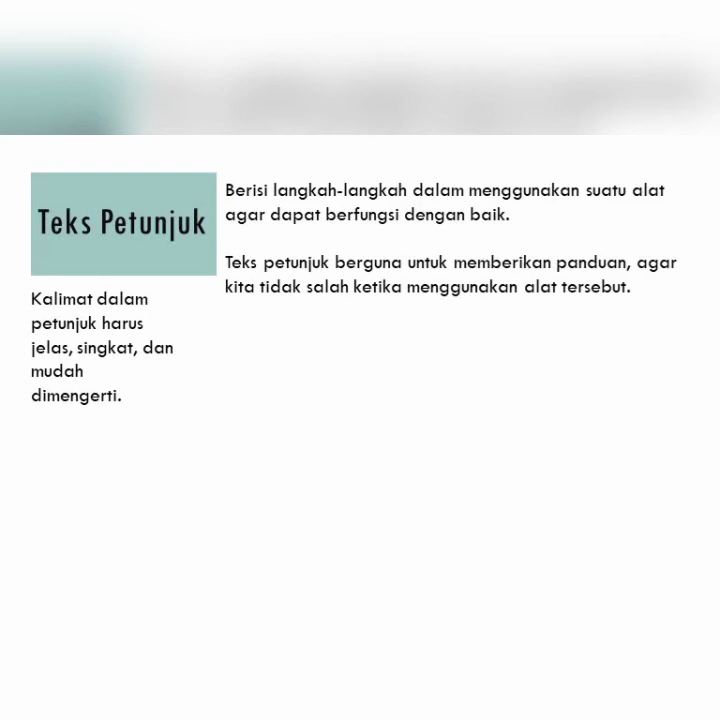 Teks Petunjuk
Kalimat dalam
petunjuk harus
jelas, singkat, dan
mudah
dimengerti.
Berisi langkah-langkah dalam menggunakan suatu alat
agar dapat berfungsi dengan baik.
Teks petunjuk berguna untuk memberikan panduan, agar
kita tidak salah ketika menggunakan alat tersebut.